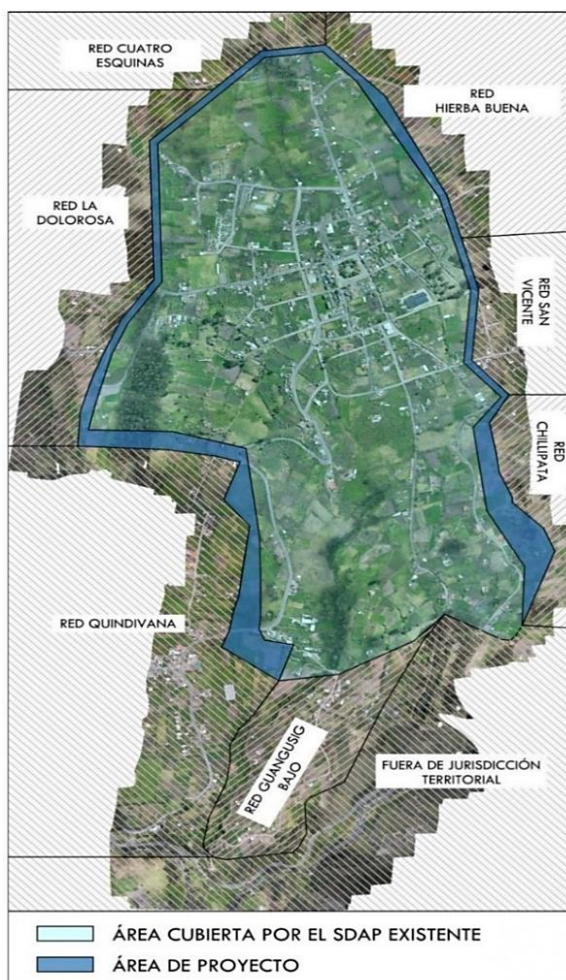 RED CUATRO
ESQUINAS
RED
HIERBA BUENA
RED LA
DOLOROSA
RED SAN
VICENTE
RED
CHILLIPATA
RED QUINDIVANA
RED GUANGUSIG
BAJO
FUERA DE JURISDICCIÓN
TERRITORIAL
ÁREA CUBIERTA POR EL SDAP EXISTENTE
ÁREA DE PROYECTO